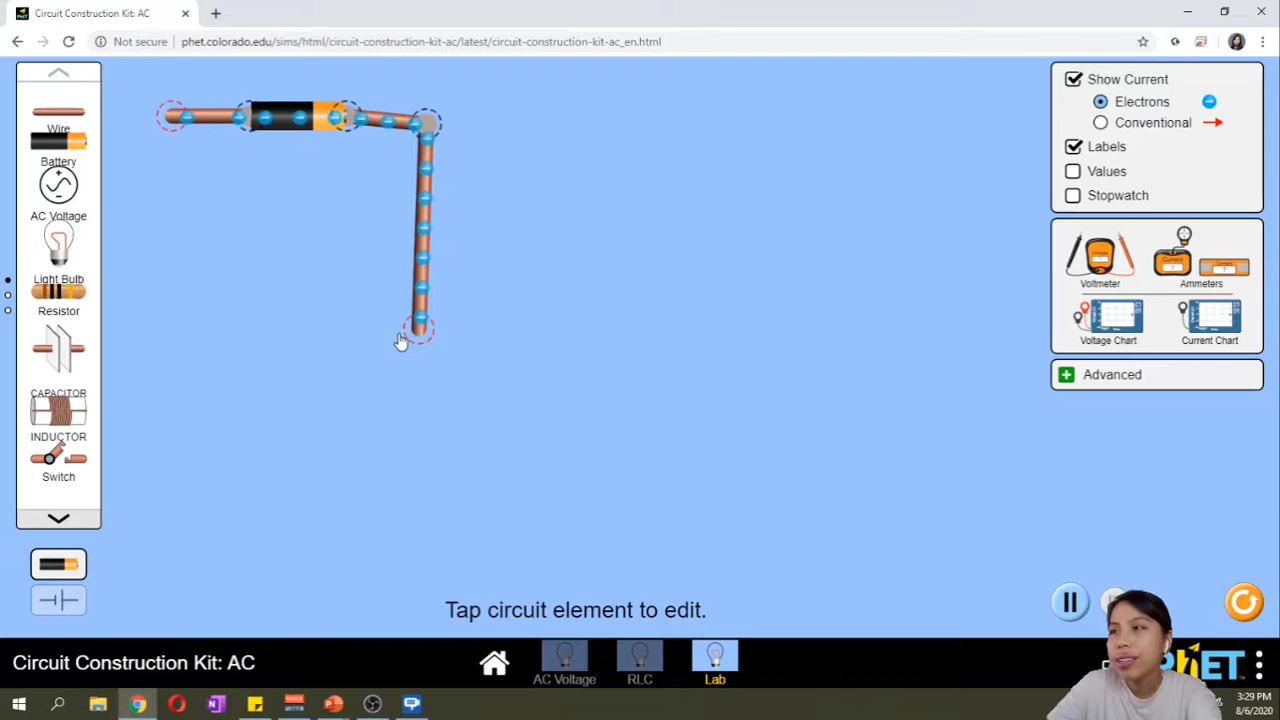 Circuit Construction Kit: AC
Not secure
phet.colorado.edu/sims/html/circuit-construction-kit-ac/latest/circuit-construction-kit-ac_en.html
Wire
Battery
AC Voltage
Light Bulb
Resistor
CAPACITOR
INDUCTOR
Switch
Show Current
Electrons
Conventional
Labels
Values
Stopwatch
Voltmeter
Ammeters
Voltage Chart
Current Chart
Advanced
Tap circuit element to edit.
Circuit Construction Kit: AC
AC Voltage
RLC
Lab
PhET
3:29 PM
8/6/2020